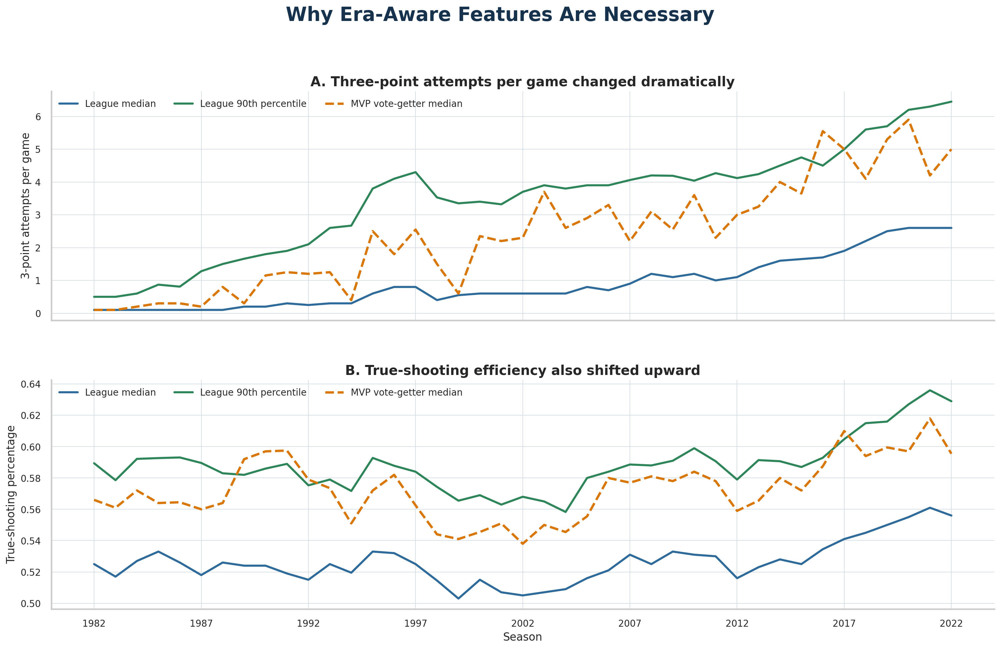 Why Era-Aware Features Are Necessary
A. Three-point attempts per game changed dramatically
League median
League 90th percentile
MVP vote-getter median
3-point attempts per game
6
5
4
3
2
1
0
B. True-shooting efficiency also shifted upward
League median
League 90th percentile
MVP vote-getter median
True-shooting percentage
0.64
0.62
0.60
0.58
0.56
0.54
0.52
0.50
1982 1987 1992 1997 2002 2007 2012 2017 2022
Season